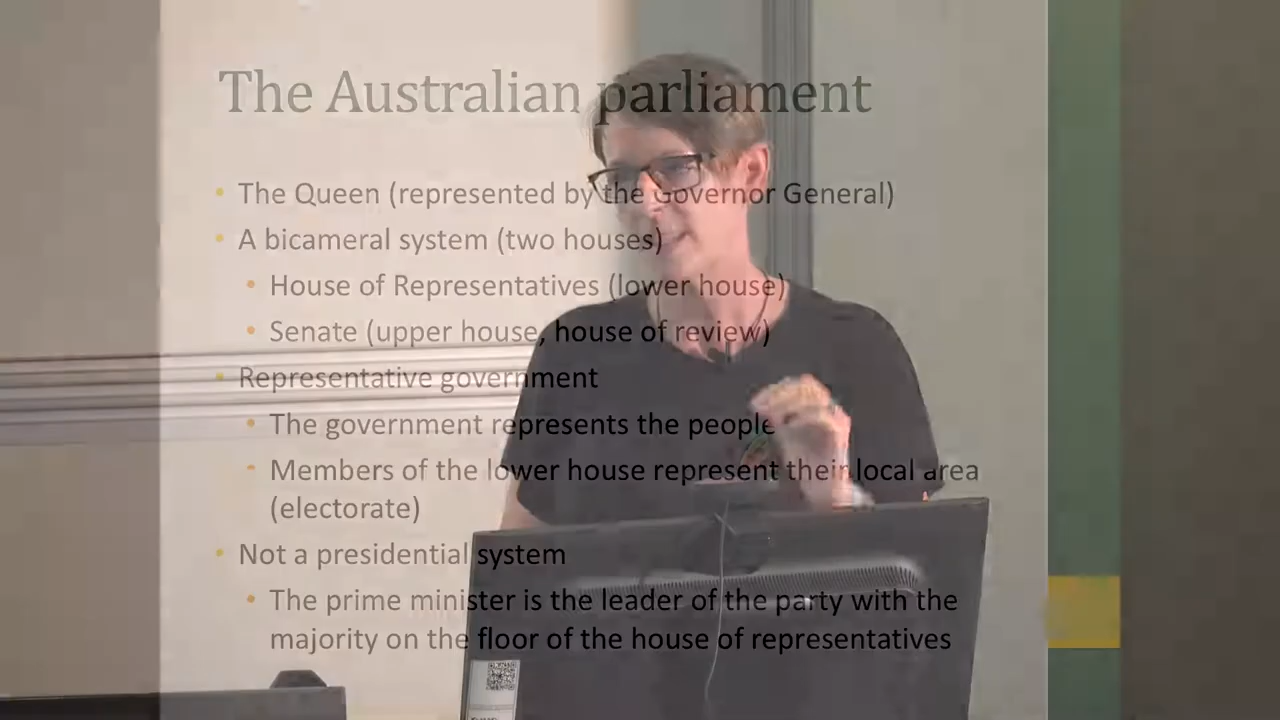 The Australian parliament
The Queen (represented by the Governor General)
A bicameral system (two houses)
House of Representatives (lower house)
Senate (upper house, house of review)
Representative government
The government represents the people
Members of the lower house represent their local area
(electorate)
Not a presidential system
The prime minister is the leader of the party with the
majority on the floor of the house of representatives